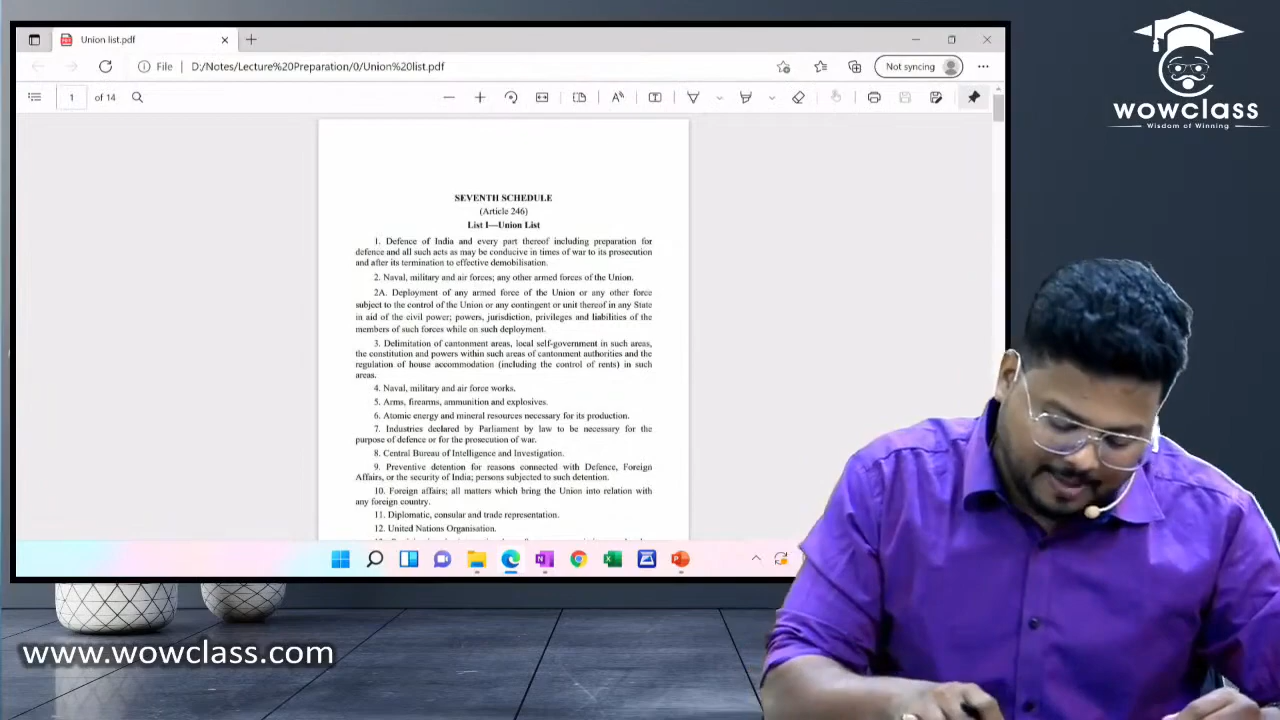 Union list.pdf
File D:/Notes/Lecture%20Preparation/0/Union%20list.pdf
Not syncing
1 of 14
SEVENTH SCHEDULE
(Article 246)
List I—Union List
1. Defence of India and every part thereof including preparation for
defence and all such acts as may be conducive in times of war to its prosecution
and after its termination to effective demobilisation.
2. Naval, military and air forces; any other armed forces of the Union.
2A. Deployment of any armed force of the Union or any other force
subject to the control of the Union or any contingent or unit thereof in any State
in aid of the civil power; powers, jurisdiction, privileges and liabilities of the
members of such forces while on such deployment.
3. Delimitation of cantonment areas, local self-government in such areas,
the constitution and powers within such areas of cantonment authorities and the
regulation of house accommodation (including the control of rents) in such
areas.
4. Naval, military and air force works.
5. Arms, firearms, ammunition and explosives.
6. Atomic energy and mineral resources necessary for its production.
7. Industries declared by Parliament by law to be necessary for the
purpose of defence or for the prosecution of war.
8. Central Bureau of Intelligence and Investigation.
9. Preventive detention for reasons connected with Defence, Foreign
Affairs, or the security of India; persons subjected to such detention.
10. Foreign affairs; all matters which bring the Union into relation with
any foreign country.
11. Diplomatic, consular and trade representation.
12. United Nations Organisation.
wowclass
Wisdom of Winning
www.wowclass.com